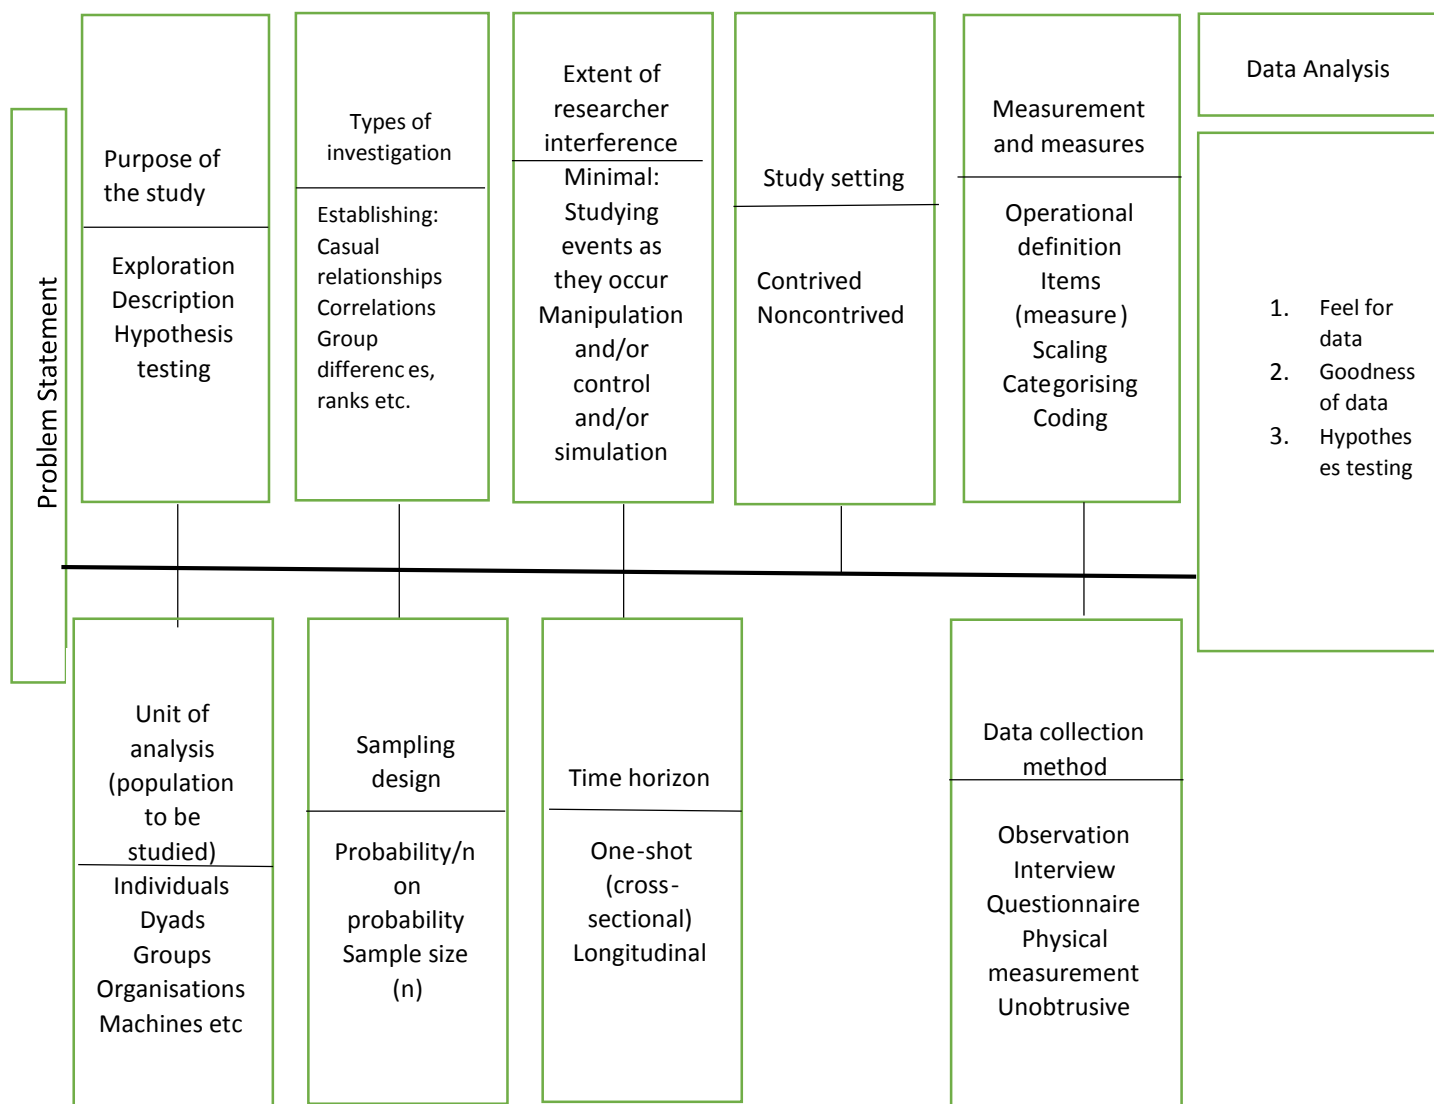 Problem Statement
Purpose of
the study
Exploration
Description
Hypothesis
testing
Types of
investigation
Establishing:
Casual
relationships
Correlations
Group
differenc es,
ranks etc.
Extent of
researcher
interference
Minimal:
Studying
events as
they occur
Manipulation
and/or
control
and/or
simulation
Study setting
Contrived
Noncontrived
Measurement
and measures
Operational
definition
Items
(measure)
Scaling
Categorising
Coding
Data Analysis
1. Feel for
data
2. Goodness
of data
3. Hypothes
es testing
Unit of
analysis
(population
to be
studied)
Individuals
Dyads
Groups
Organisations
Machines etc
Sampling
design
Probability/n
on
probability
Sample size
(n)
Time horizon
One-shot
(cross-
sectional)
Longitudinal
Data collection
method
Observation
Interview
Questionnaire
Physical
measurement
Unobtrusive